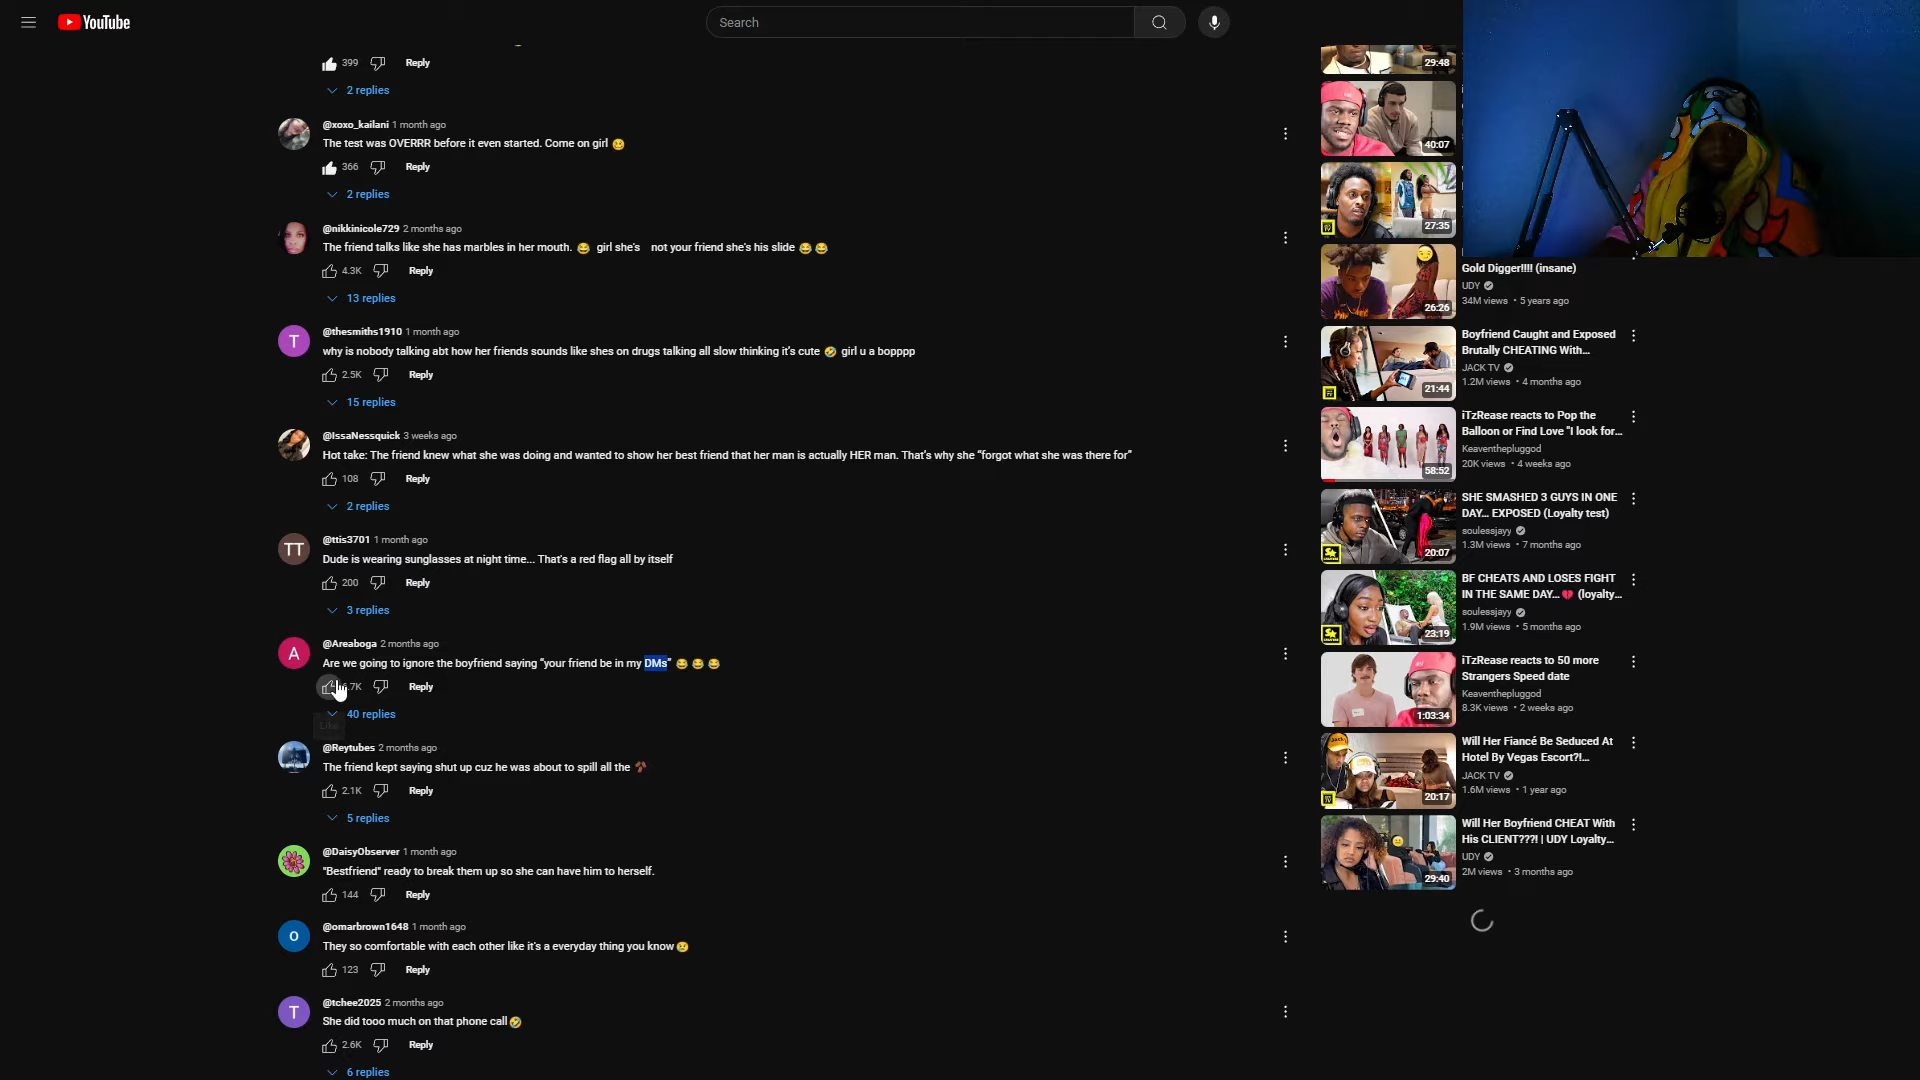 YouTube
Search
399
Reply
2 replies
@xoxo_kailani 1 month ago
The test was OVERRR before it even started. Come on girl 🥲
366
Reply
2 replies
@nikkinicole729 2 months ago
The friend talks like she has marbles in her mouth. 😂 girl she's not your friend she's his slide 😂 😂
4.3K
Reply
13 replies
T
@thesmiths1910 1 month ago
why is nobody talking abt how her friends sounds like shes on drugs talking all slow thinking it's cute 🤣 girl u a bopppp
2.5K
Reply
15 replies
@IssaNessquick 3 weeks ago
Hot take: The friend knew what she was doing and wanted to show her best friend that her man is actually HER man. That's why she “forgot what she was there for”
108
Reply
2 replies
TT
@ttis3701 1 month ago
Dude is wearing sunglasses at night time... That's a red flag all by itself
200
Reply
3 replies
A
@Areaboga 2 months ago
Are we going to ignore the boyfriend saying “your friend be in my DMs” 😂 😂 😂
.7K
Reply
Like
40 replies
@Reytubes 2 months ago
The friend kept saying shut up cuz he was about to spill all the 🫘
2.1K
Reply
5 replies
@DaisyObserver 1 month ago
"Bestfriend" ready to break them up so she can have him to herself.
144
Reply
O
@omarbrown1648 1 month ago
They so comfortable with each other like it's a everyday thing you know😢
123
Reply
T
@tchee2025 2 months ago
She did tooo much on that phone call🤣
2.6K
Reply
6 replies
29:48
40:07
27:35
26:26
Gold Digger!!!! (insane)
UDY
34M views • 5 years ago
21:44
Boyfriend Caught and Exposed
Brutally CHEATING With...
JACK TV
1.2M views • 4 months ago
58:52
iTzRease reacts to Pop the
Balloon or Find Love "I look for...
Keaventhepluggod
20K views • 4 weeks ago
20:07
SHE SMASHED 3 GUYS IN ONE
DAY... EXPOSED (Loyalty test)
soulessjayy
1.3M views • 7 months ago
23:19
BF CHEATS AND LOSES FIGHT
IN THE SAME DAY...💔 (loyalty...
soulessjayy
1.9M views • 5 months ago
1:03:34
iTzRease reacts to 50 more
Strangers Speed date
Keaventhepluggod
8.3K views • 2 weeks ago
20:17
Will Her Fiancé Be Seduced At
Hotel By Vegas Escort?!...
JACK TV
1.6M views • 1 year ago
29:40
Will Her Boyfriend CHEAT With
His CLIENT???! | UDY Loyalty...
UDY
2M views • 3 months ago